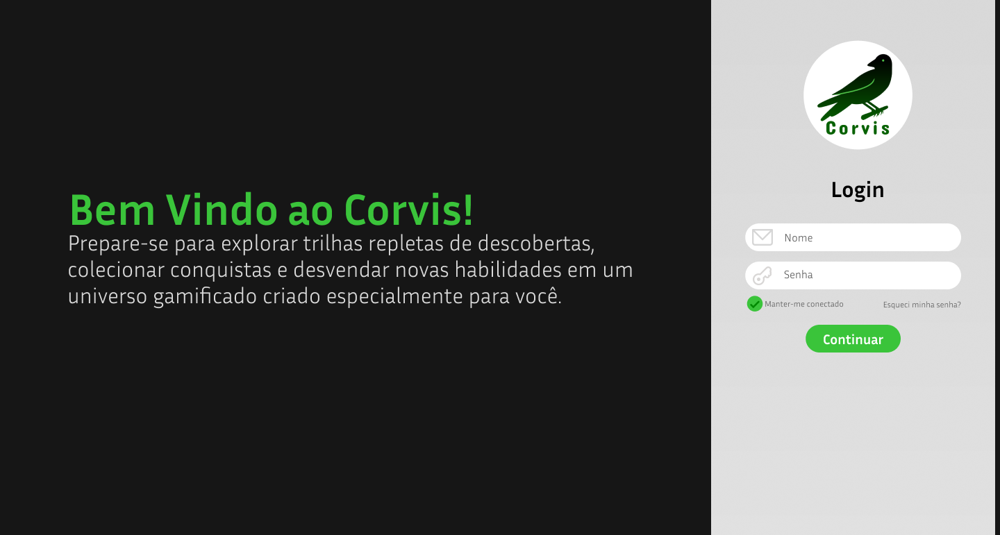 Bem Vindo ao Corvis!
Prepare-se para explorar trilhas repletas de descobertas,
colecionar conquistas e desvendar novas habilidades em um
universo gamificado criado especialmente para você.
Corvis
Login
Nome
Senha
Manter-me conectado
Esqueci minha senha?
Continuar